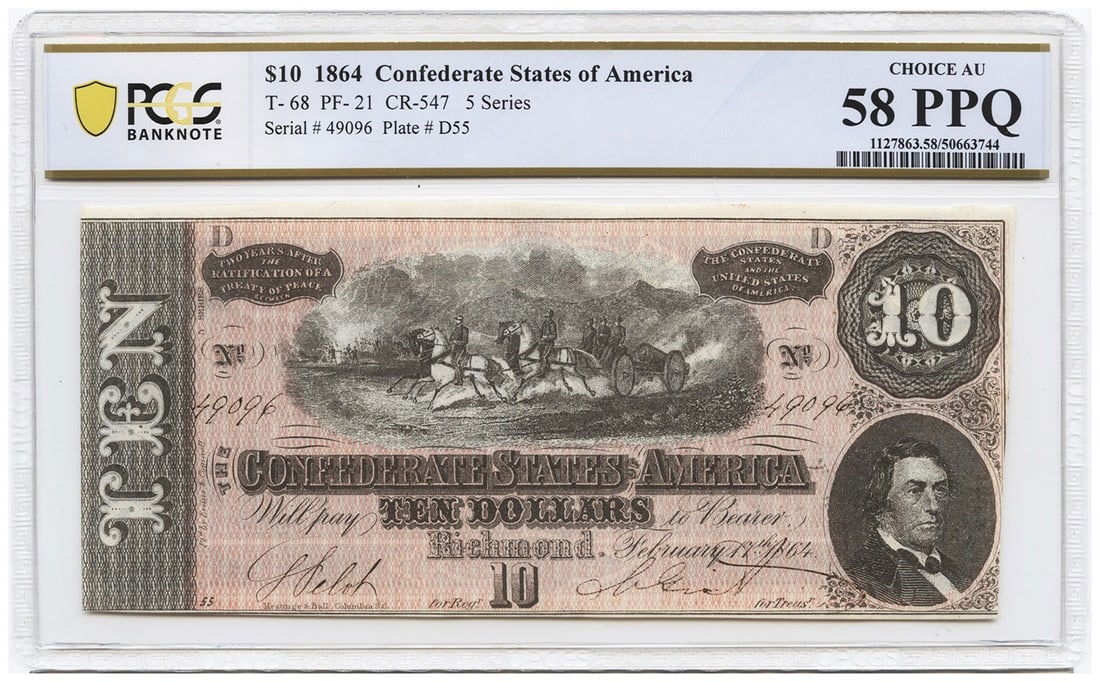 $10 1864 Confederate States of America
T- 68 PF- 21 CR-547 5 Series
Serial # 49096 Plate # D55
PCGS
BANKNOTE
CHOICE AU
58 PPQ
1127863.58/50663744
D
D
TWO YEARS AFTER
THE
RATIFICATION OF A
TREATY OF PEACE
BETWEEN
THE CONFEDERATE
STATES
AND THE
UNITED STATES
OF AMERICA.
TEN
5 SERIES
10
No.
No.
49096
49096
THE
CONFEDERATE STATES OF AMERICA
Will pay TEN DOLLARS to Bearer.
Richmond. February 17th 1864
10
55
Keatinge & Ball, Columbia S.C.
for Regr.
for Treasr.